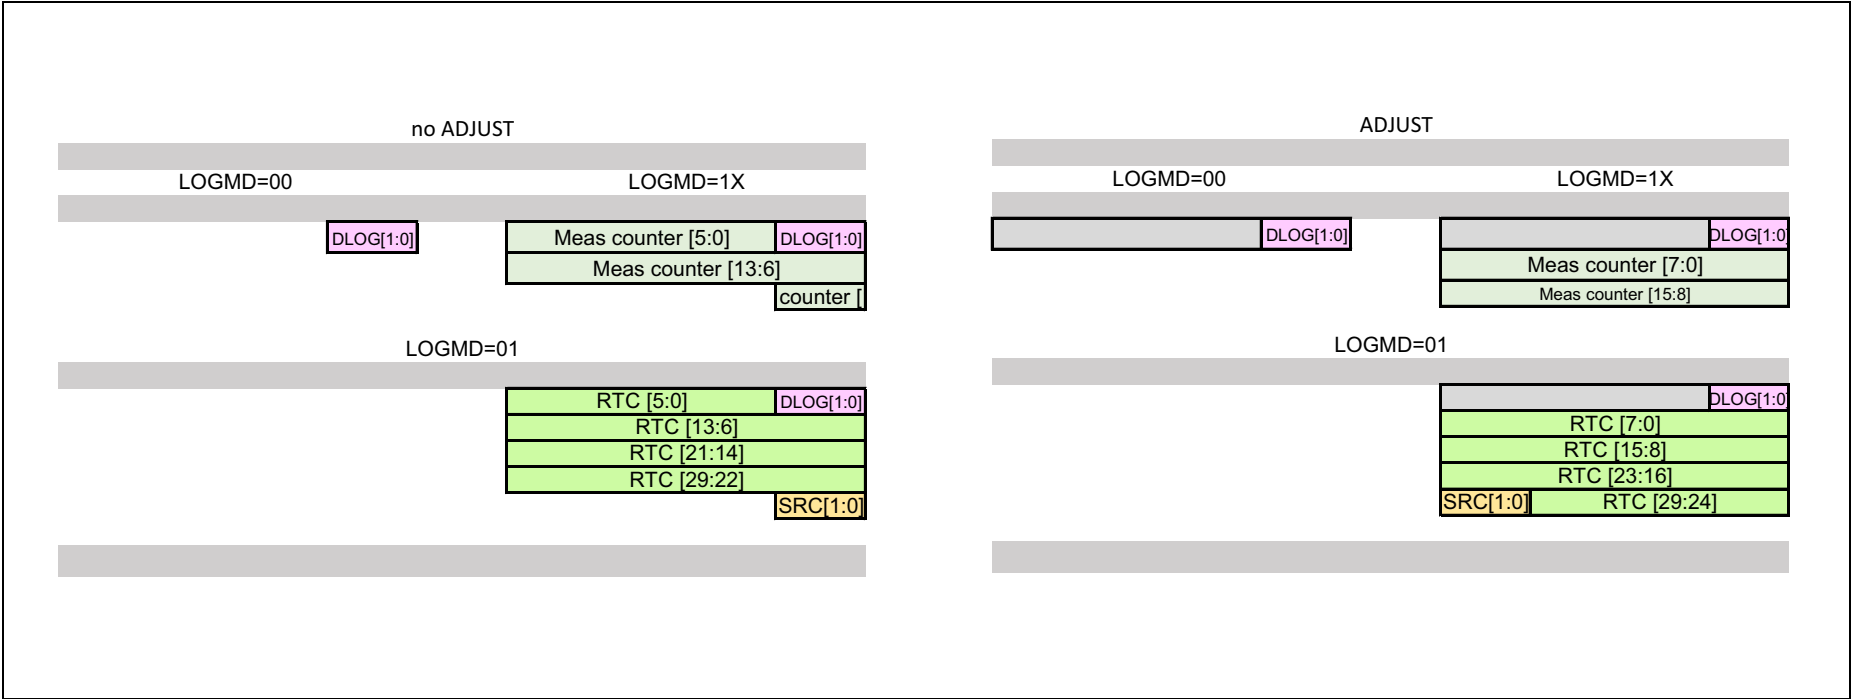 no ADJUST
LOGMD=00 LOGMD=1X
DLOG[1:0] Meas counter [5:0] DLOG[1:0]
Meas counter [13:6]
counter [
LOGMD=01
RTC [5:0] DLOG[1:0]
RTC [13:6]
RTC [21:14]
RTC [29:22]
SRC[1:0]
ADJUST
LOGMD=00 LOGMD=1X
DLOG[1:0] DLOG[1:0]
Meas counter [7:0]
Meas counter [15:8]
LOGMD=01
DLOG[1:0]
RTC [7:0]
RTC [15:8]
RTC [23:16]
SRC[1:0] RTC [29:24]